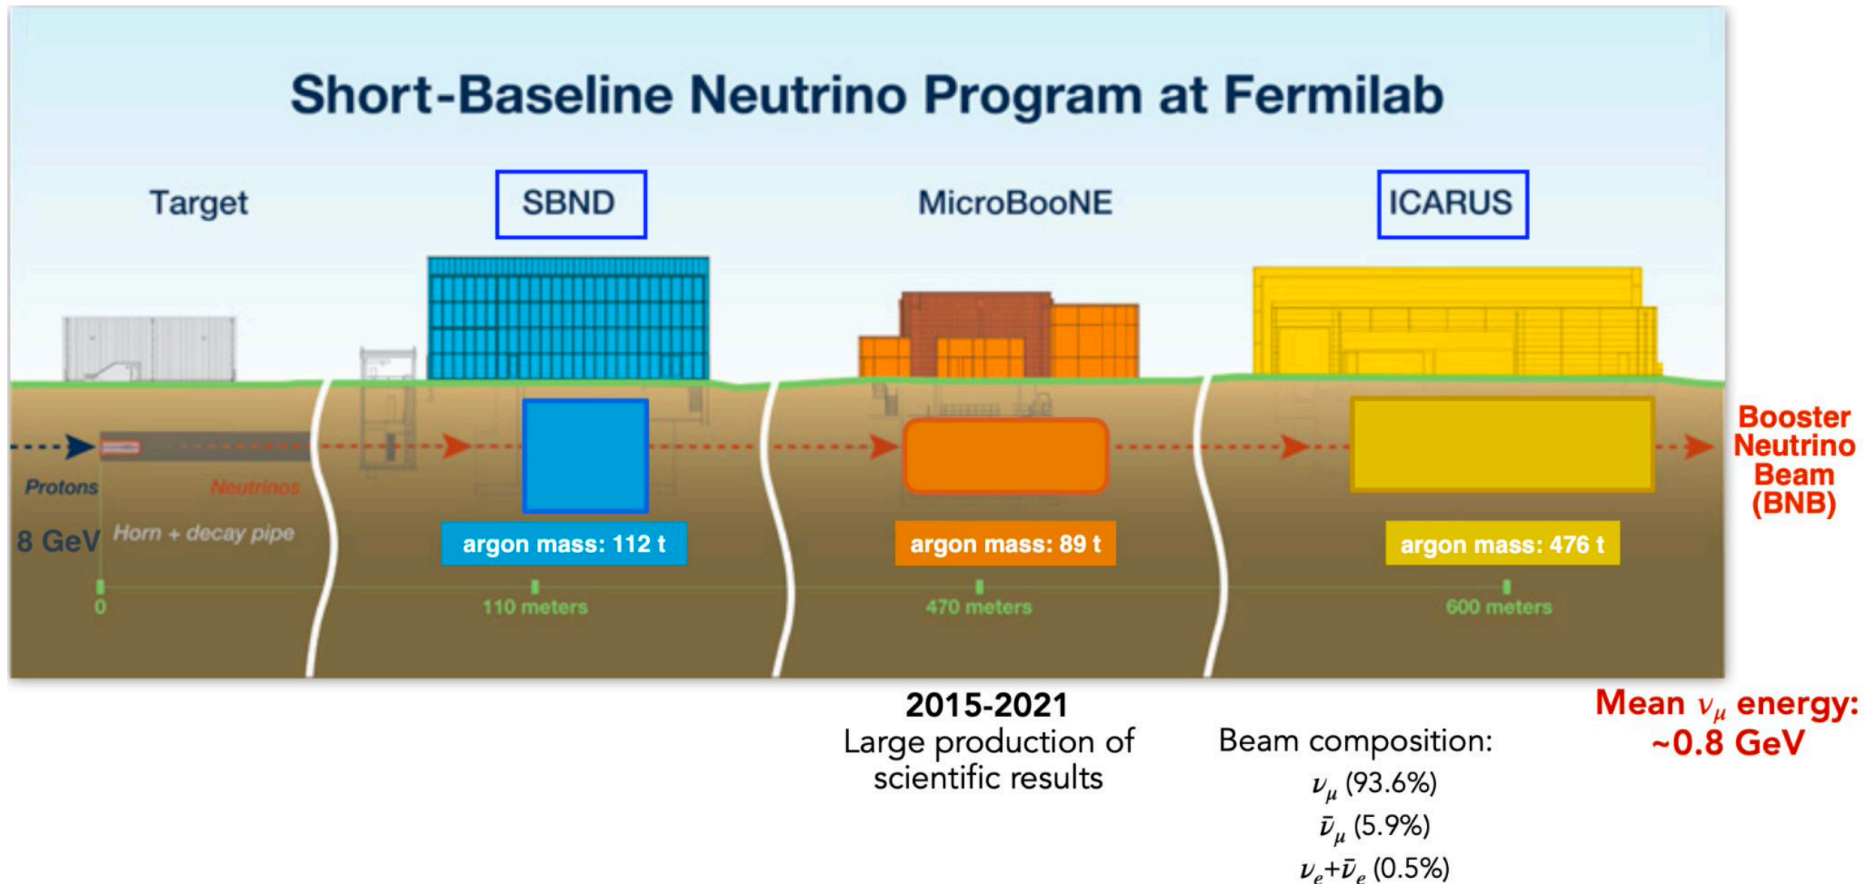 Short-Baseline Neutrino Program at Fermilab
Target
SBND
MicroBooNE
ICARUS
Protons
Neutrinos
8 GeV
Horn + decay pipe
argon mass: 112 t
argon mass: 89 t
argon mass: 476 t
Booster
Neutrino
Beam
(BNB)
0
110 meters
470 meters
600 meters
2015-2021
Large production of
scientific results
Beam composition:
𝜈μ (93.6%)
ν̄μ (5.9%)
𝜈e+ν̄e (0.5%)
Mean 𝜈μ energy:
~0.8 GeV